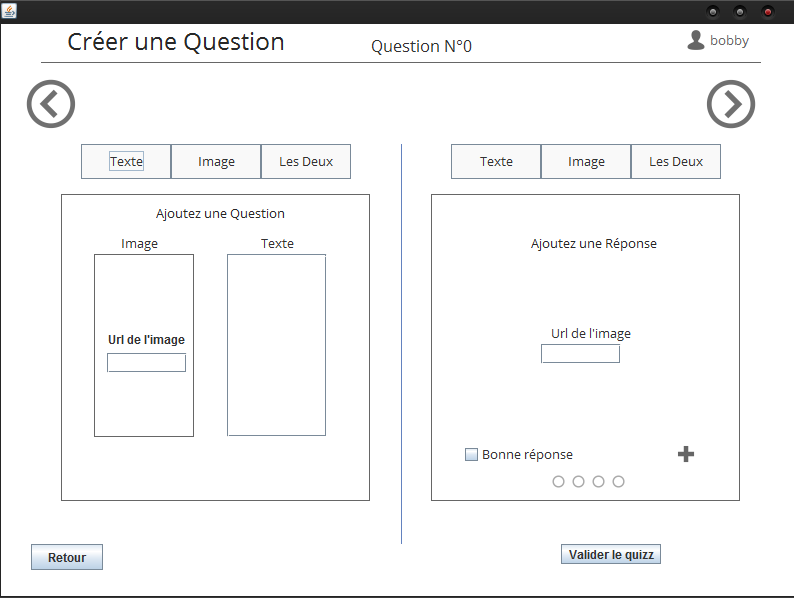 Créer une Question
Question N°0
bobby
Texte Image Les Deux
Texte Image Les Deux
Ajoutez une Question
Image Texte
Url de l'image
Ajoutez une Réponse
Url de l'image
Bonne réponse
Retour
Valider le quizz